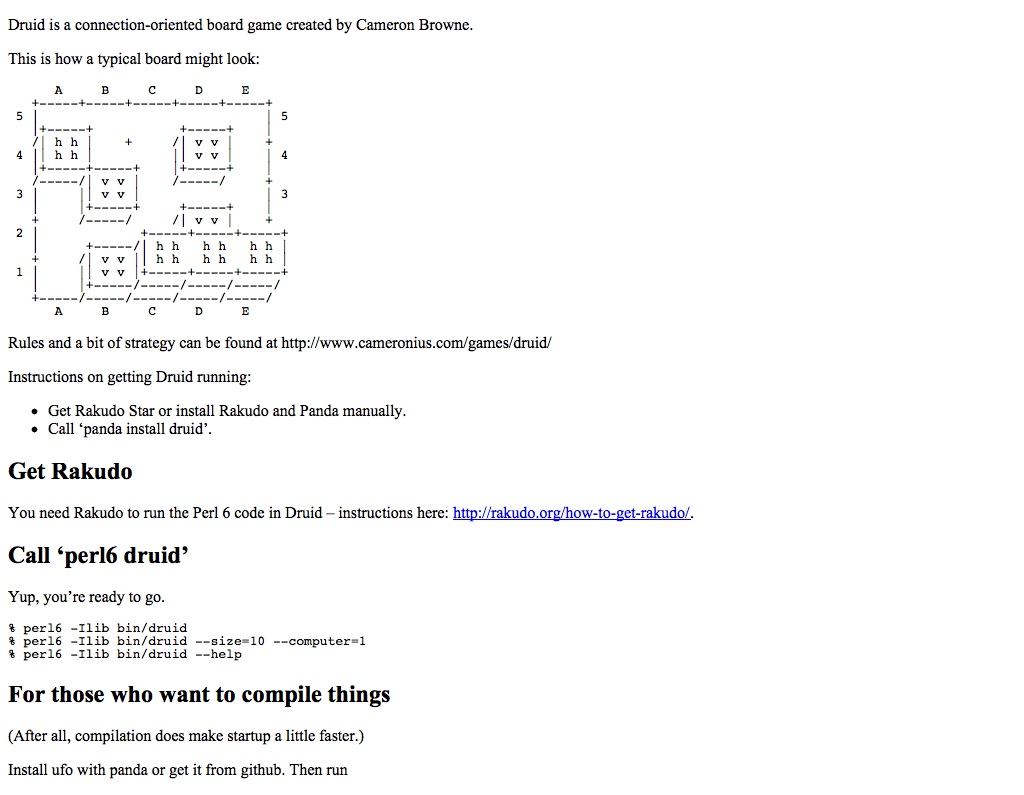 Druid is a connection-oriented board game created by Cameron Browne.
This is how a typical board might look:
       A     B     C     D     E
    +-----+-----+-----+-----+-----+
 5  |                             | 5
    |+-----+           +-----+    |
    /| h h |    +     /| v v |    +
 4  || h h |          || v v |    | 4
    |+-----+-----+    |+-----+    |
    /-----/| v v |    /-----/     +
 3  |     || v v |                | 3
    |     |+-----+     +-----+    |
    +     /-----/     /| v v |    +
 2  |             +-----+-----+-----+
    |      +-----/| h h   h h   h h |
    +     /| v v || h h   h h   h h |
 1  |     || v v |+-----+-----+-----+
    |     |+-----/-----/-----/-----/
    +-----/-----/-----/-----/-----/
       A     B     C     D     E
Rules and a bit of strategy can be found at http://www.cameronius.com/games/druid/
Instructions on getting Druid running:
• Get Rakudo Star or install Rakudo and Panda manually.
• Call ‘panda install druid’.
Get Rakudo
You need Rakudo to run the Perl 6 code in Druid – instructions here: http://rakudo.org/how-to-get-rakudo/.
Call ‘perl6 druid’
Yup, you’re ready to go.
% perl6 -Ilib bin/druid
% perl6 -Ilib bin/druid --size=10 --computer=1
% perl6 -Ilib bin/druid --help
For those who want to compile things
(After all, compilation does make startup a little faster.)
Install ufo with panda or get it from github. Then run